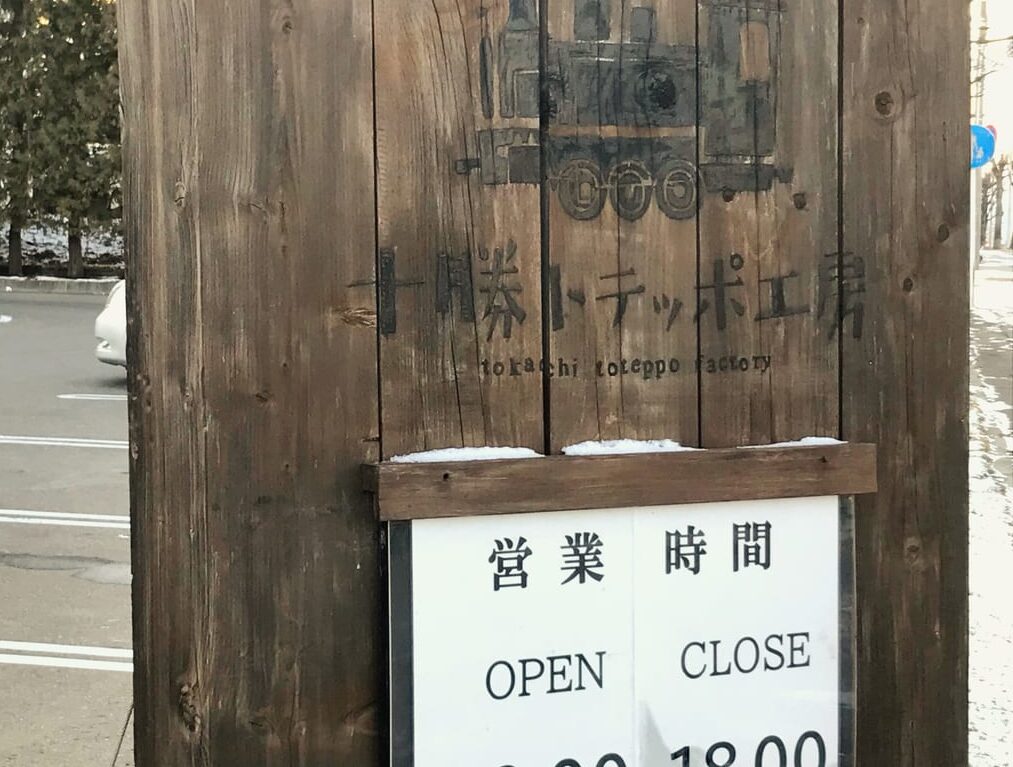 十勝トテッポ工房
tokachi toteppo factory
営業 時間
OPEN CLOSE
18:00